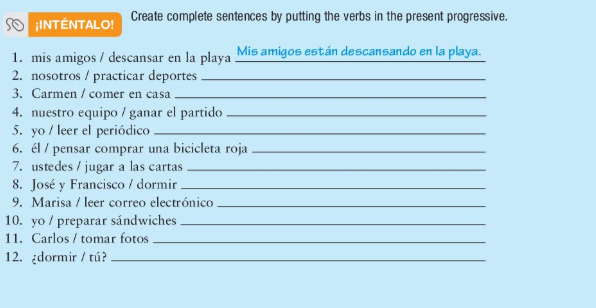 ¡INTÉNTALO! Create complete sentences by putting the verbs in the present progressive.
1. mis amigos / descansar en la playa Mis amigos están descansando en la playa.
2. nosotros / practicar deportes
3. Carmen / comer en casa
4. nuestro equipo / ganar el partido
5. yo / leer el periódico
6. él / pensar comprar una bicicleta roja
7. ustedes / jugar a las cartas
8. José y Francisco / dormir
9. Marisa / leer correo electrónico
10. yo / preparar sándwiches
11. Carlos / tomar fotos
12. ¿dormir / tú?